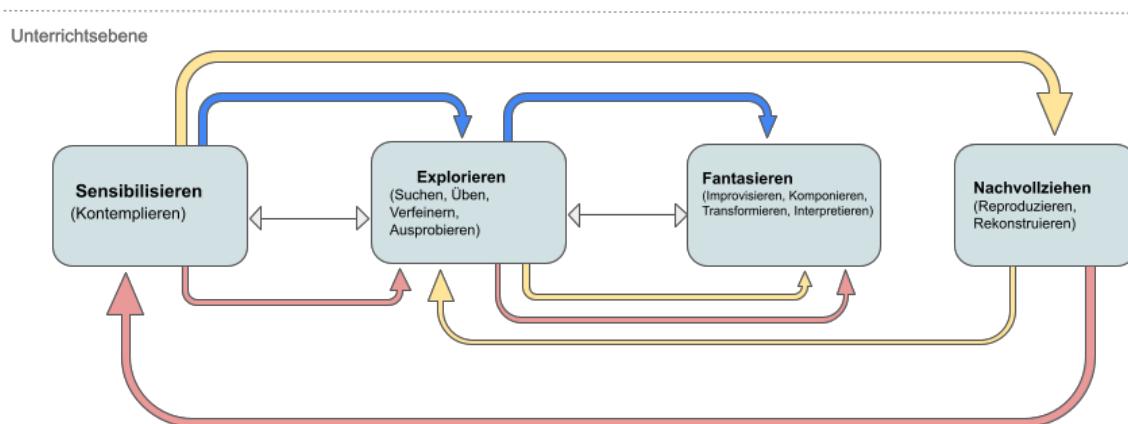 Unterrichtsebene
Sensibilisieren
(Kontemplieren)
Explorieren
(Suchen, Üben,
Verfeinern,
Ausprobieren)
Fantasieren
(Improvisieren, Komponieren,
Transformieren, Interpretieren)
Nachvollziehen
(Reproduzieren,
Rekonstruieren)